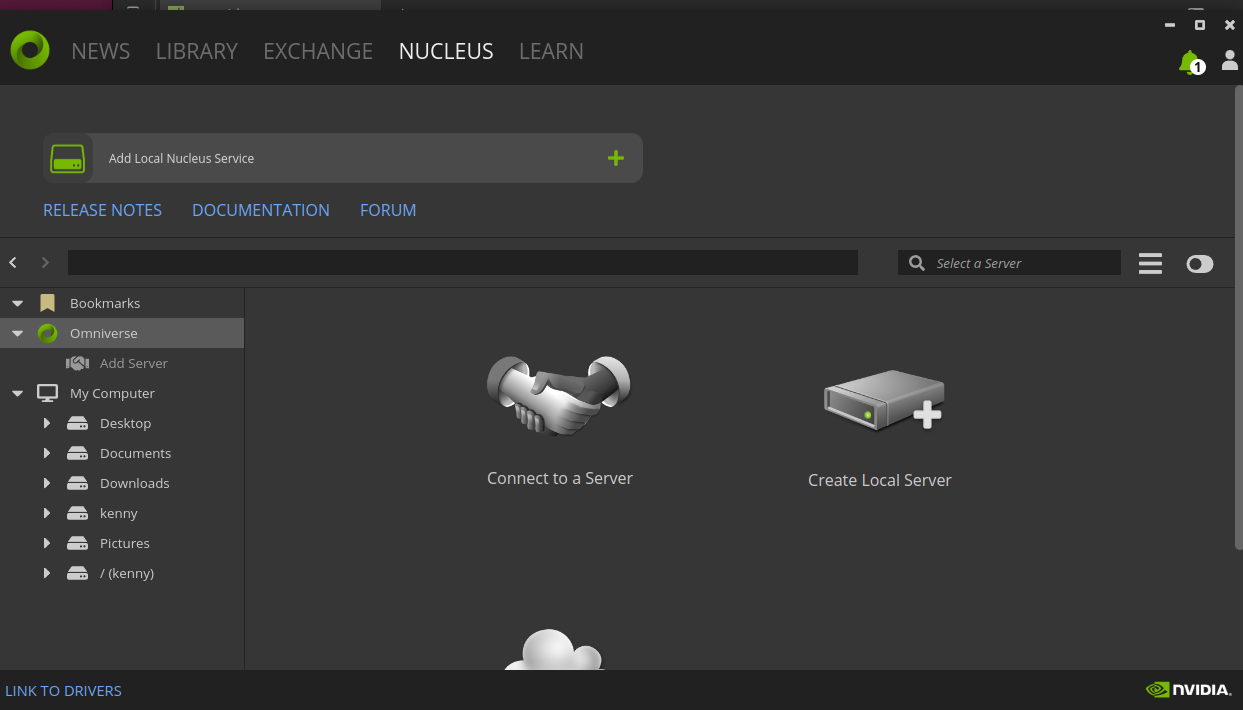 NEWS LIBRARY EXCHANGE NUCLEUS LEARN
1
Add Local Nucleus Service
RELEASE NOTES DOCUMENTATION FORUM
Select a Server
Bookmarks
Omniverse
Add Server
My Computer
Desktop
Documents
Downloads
kenny
Pictures
/ (kenny)
Connect to a Server
Create Local Server
LINK TO DRIVERS
NVIDIA.